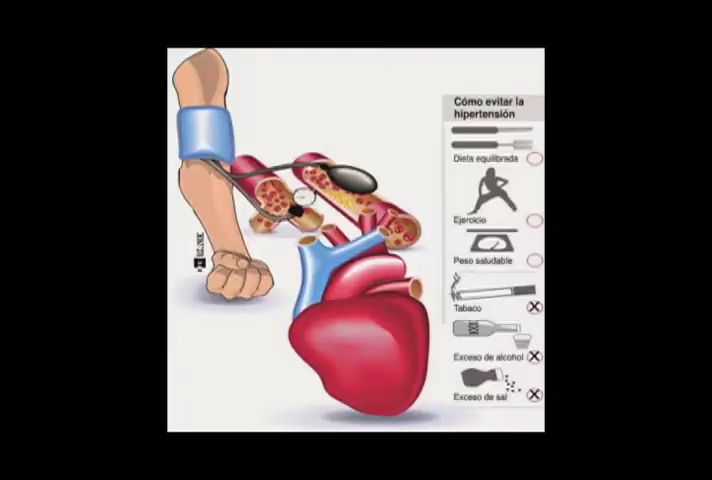 Cómo evitar la
hipertensión
Dieta equilibrada
Ejercicio
Peso saludable
Tabaco
Exceso de alcohol
Exceso de sal